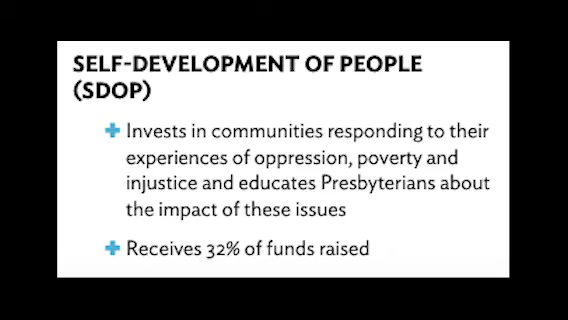 SELF-DEVELOPMENT OF PEOPLE
(SDOP)
Invests in communities responding to their
experiences of oppression, poverty and
injustice and educates Presbyterians about
the impact of these issues
Receives 32% of funds raised